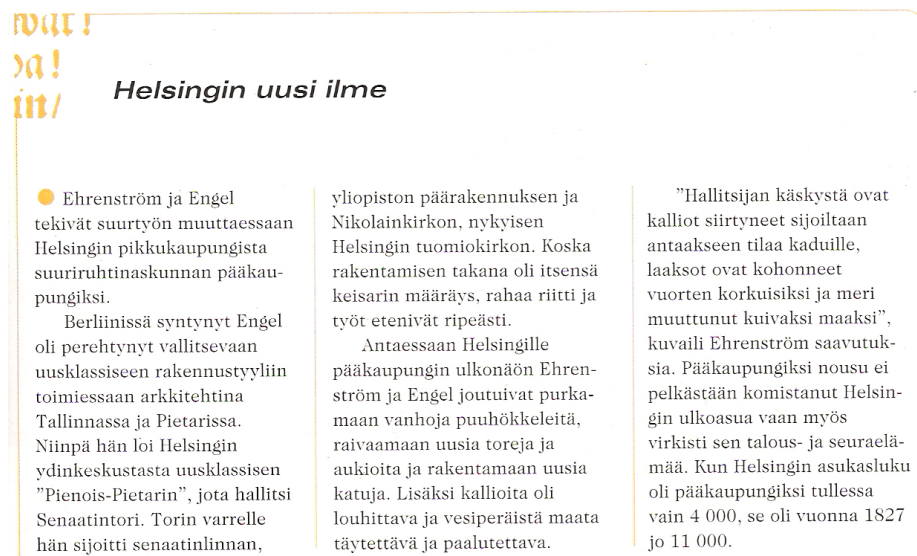 Helsingin uusi ilme
Ehrenström ja Engel
tekivät suurtyön muuttaessaan
Helsingin pikkukaupungista
suuriruhtinaskunnan pääkau-
pungiksi.
Berliinissä syntynyt Engel
oli perehtynyt vallitsevaan
uusklassiseen rakennustyyliin
toimiessaan arkkitehtina
Tallinnassa ja Pietarissa.
Niinpä hän loi Helsingin
ydinkeskustasta uusklassisen
”Pienois-Pietarin”, jota hallitsi
Senaatintori. Torin varrelle
hän sijoitti senaatinlinnan,
yliopiston päärakennuksen ja
Nikolainkirkon, nykyisen
Helsingin tuomiokirkon. Koska
rakentamisen takana oli itsensä
keisarin määräys, rahaa riitti ja
työt etenivät ripeästi.
Antaessaan Helsingille
pääkaupungin ulkonäön Ehren-
ström ja Engel joutuivat purka-
maan vanhoja puuhökkeleitä,
raivaamaan uusia toreja ja
aukioita ja rakentamaan uusia
katuja. Lisäksi kallioita oli
louhittava ja vesiperäistä maata
täytettävä ja paalutettava.
”Hallitsijan käskystä ovat
kalliot siirtyneet sijoiltaan
antaakseen tilaa kaduille,
laaksot ovat kohonneet
vuorten korkuisiksi ja meri
muuttunut kuivaksi maaksi”,
kuvaili Ehrenström saavutuk-
sia. Pääkaupungiksi nousu ei
pelkästään komistanut Helsin-
gin ulkoasua vaan myös
virkisti sen talous- ja seuraelä-
mää. Kun Helsingin asukasluku
oli pääkaupungiksi tullessa
vain 4 000, se oli vuonna 1827
jo 11 000.